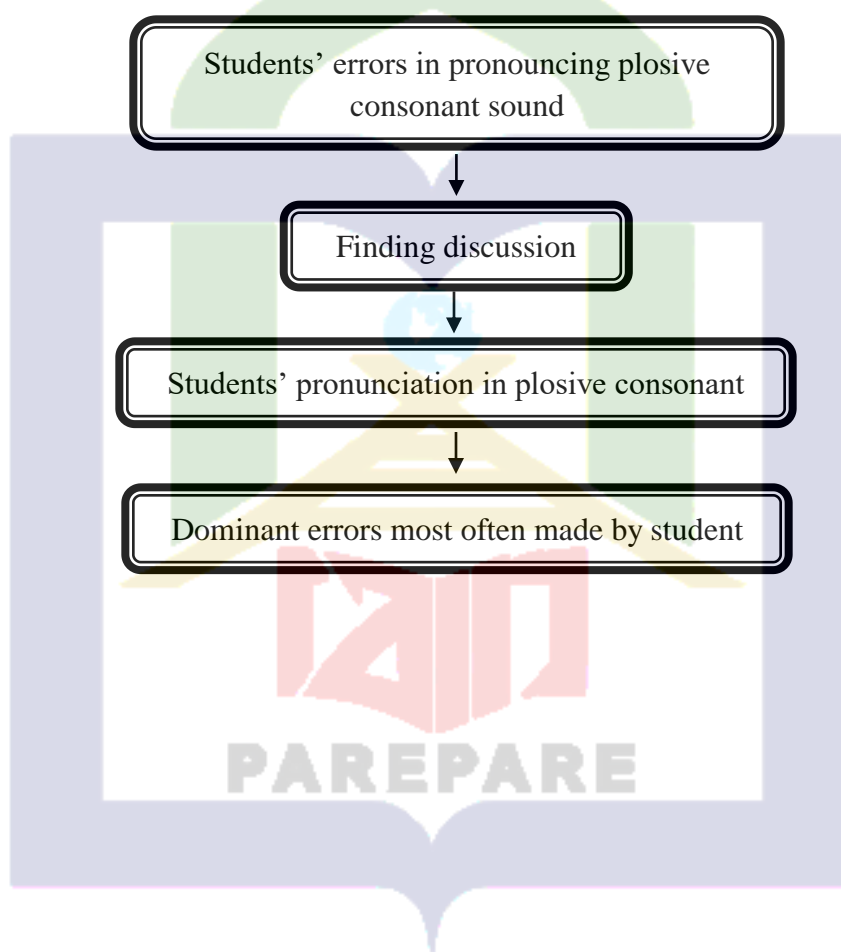 Students’ errors in pronouncing plosive
consonant sound
Finding discussion
Students’ pronunciation in plosive consonant
Dominant errors most often made by student
PAREPARE